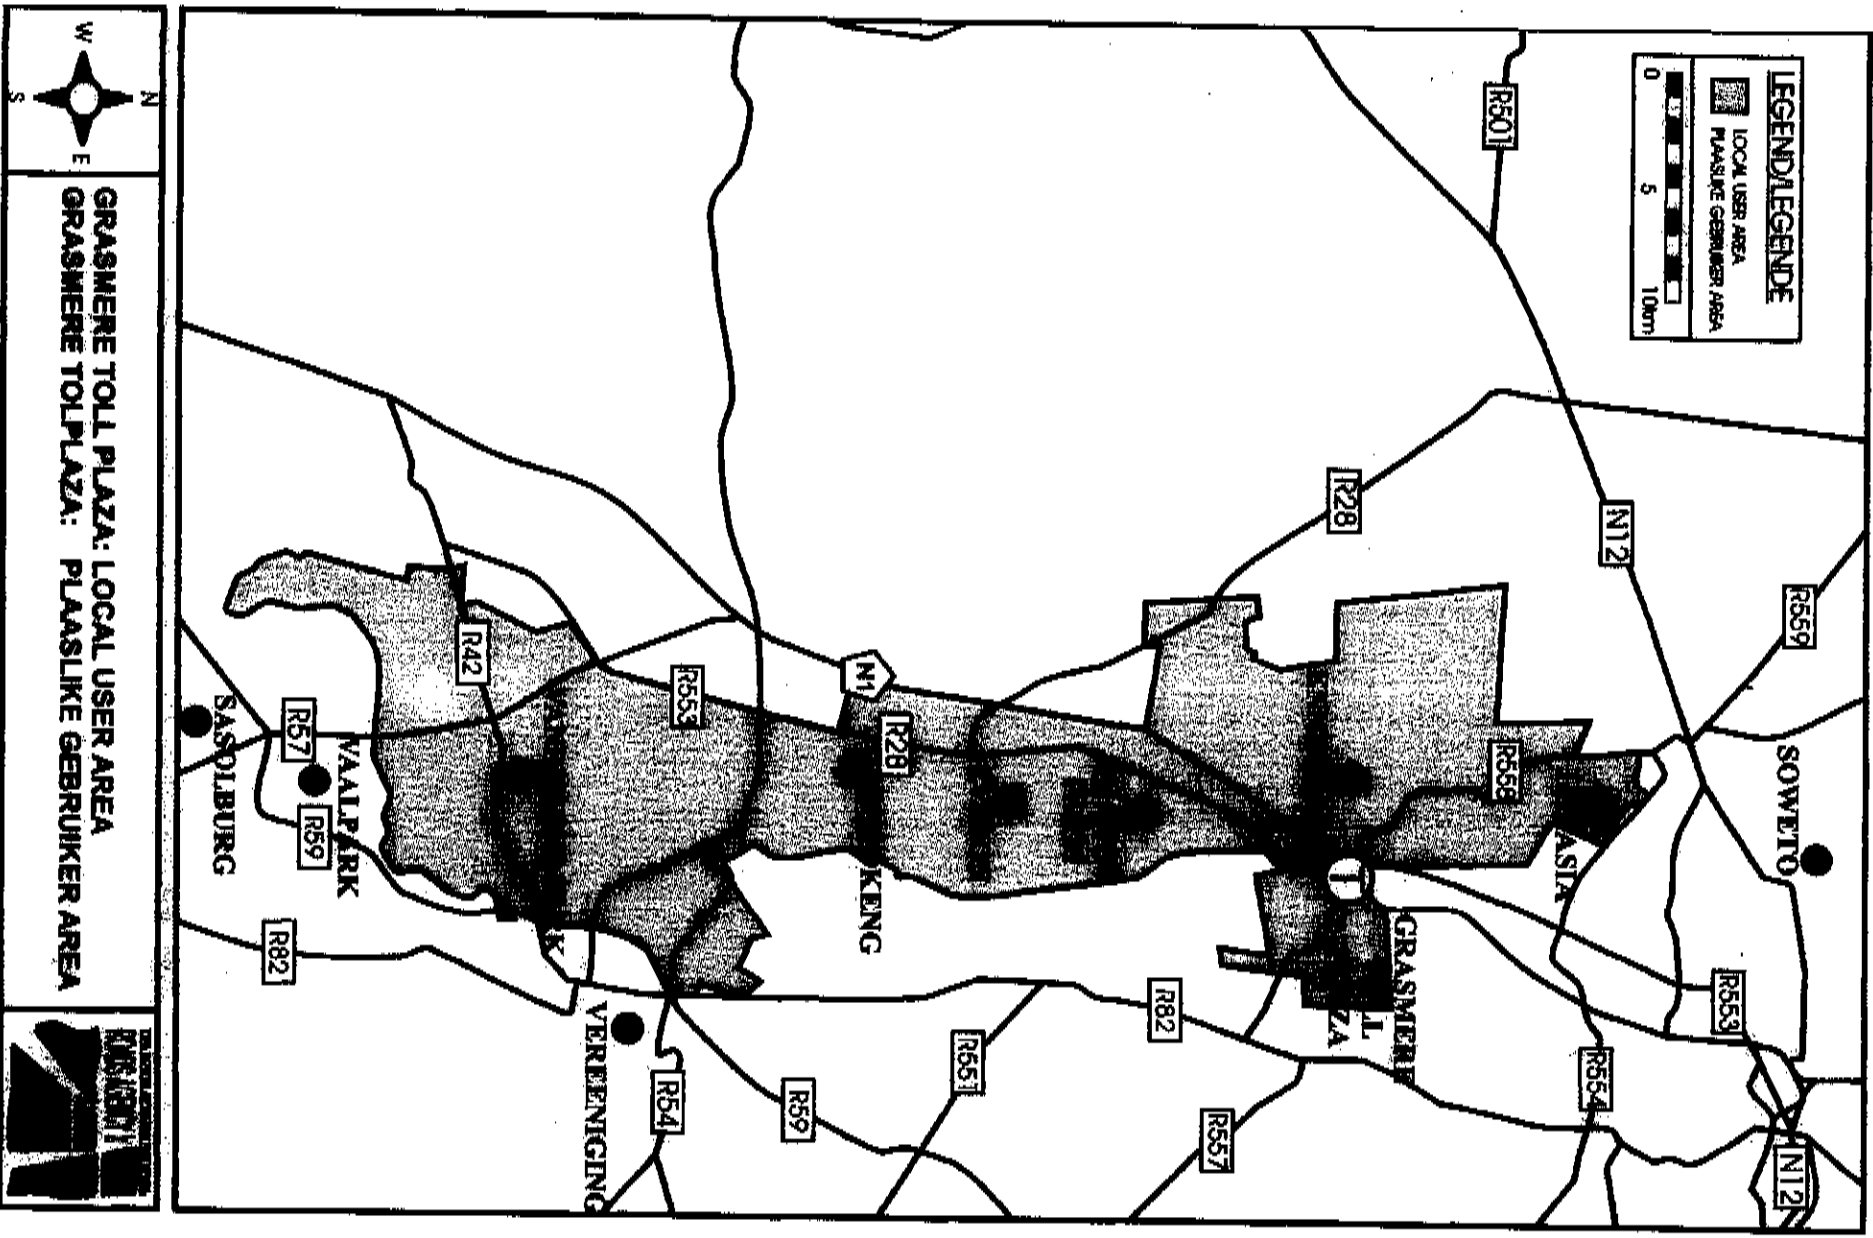 LEGEND/LEGENDE
LOCAL USER AREA
PLAASLIKE GEBRUIKER AREA
0 5 10km
R501
N12
R559
R28
SOWETO
R558
ASIA
N1
R28
R553
R42
GRASMERE
R553
R554
N12
R82
R557
R551
KENG
R59
R54
VEREENIGING
R57
VAALPARK
R59
SASOLBURG
R82
T
N
W
E
S
GRASMERE TOLL PLAZA: LOCAL USER AREA
GRASMERE TOLPLAZA: PLAASLIKE GEBRUIKER AREA